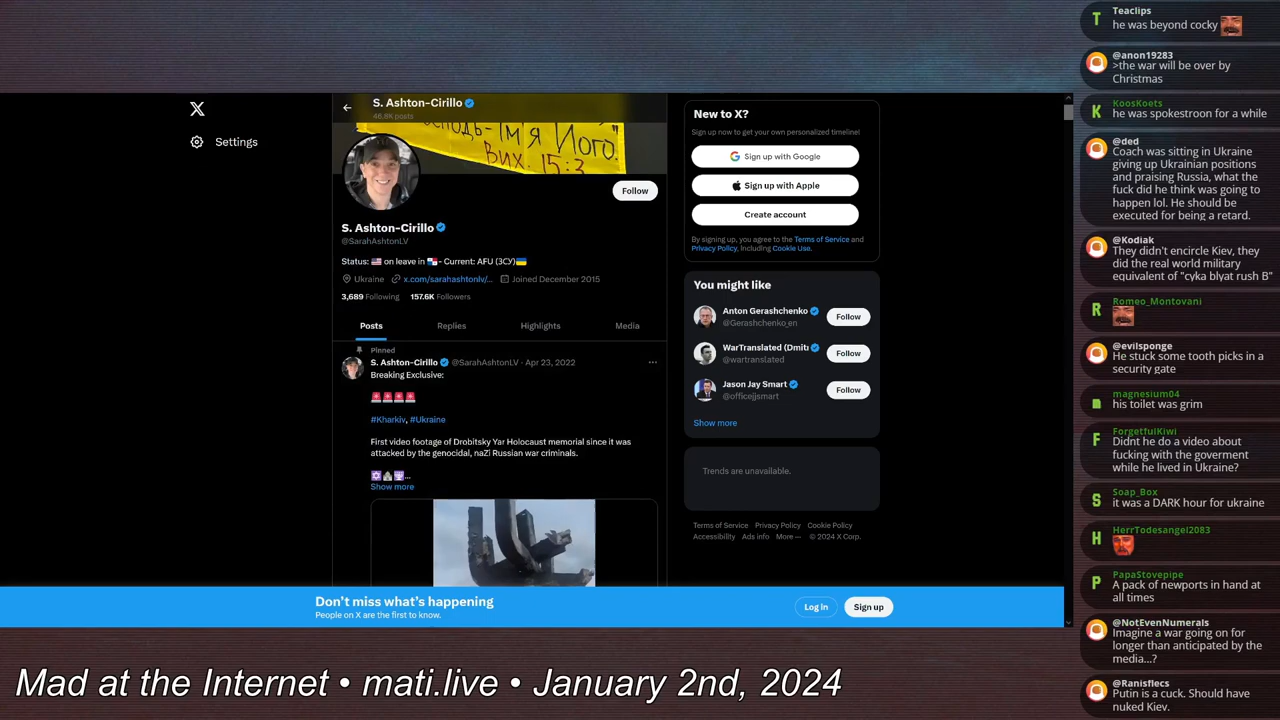 S. Ashton-Cirillo
46.8K posts
Господь-Ім'я Його.
Вих. 15:3
Settings
Follow
S. Ashton-Cirillo
@SarahAshtonLV
Status: 🇺🇸 on leave in 🇵🇦 - Current: AFU (ЗСУ)🇺🇦
Ukraine x.com/sarahashtonlv/... Joined December 2015
3,689 Following 157.6K Followers
Posts Replies Highlights Media
Pinned
S. Ashton-Cirillo @SarahAshtonLV · Apr 23, 2022
Breaking Exclusive:
🚨🚨🚨🚨
#Kharkiv, #Ukraine
First video footage of Drobitsky Yar Holocaust memorial since it was
attacked by the genocidal, naZi Russian war criminals.
...
Show more
New to X?
Sign up now to get your own personalized timeline!
Sign up with Google
Sign up with Apple
Create account
By signing up, you agree to the Terms of Service and
Privacy Policy, including Cookie Use.
You might like
Anton Gerashchenko
@Gerashchenko_en
Follow
WarTranslated (Dmitr
@wartranslated
Follow
Jason Jay Smart
@officejjsmart
Follow
Show more
Trends are unavailable.
Terms of Service Privacy Policy Cookie Policy
Accessibility Ads info More ··· © 2024 X Corp.
Don't miss what's happening
People on X are the first to know.
Log in
Sign up
Teaclips
he was beyond cocky
@anon19283
>the war will be over by
Christmas
KoosKoets
he was spokestron for a while
@ded
Coach was sitting in Ukraine
giving up Ukrainian positions
and praising Russia, what the
fuck did he think was going to
happen lol. He should be
executed for being a retard.
@Kodiak
They didn't encircle Kiev, they
did the real world military
equivalent of "cyka blyat rush B"
Romeo_Montovani
@evilsponge
He stuck some tooth picks in a
security gate
magnesium04
his toilet was grim
ForgetfulKiwi
Didnt he do a video about
fucking with the goverment
while he lived in Ukraine?
Soap_Box
it was a DARK hour for ukraine
HerrTodesangel2083
PapaStovepipe
A pack of newports in hand at
all times
@NotEvenNumerals
Imagine a war going on for
longer than anticipated by the
media...?
@Ranisflecs
Putin is a cuck. Should have
nuked Kiev.
Mad at the Internet • mati.live • January 2nd, 2024